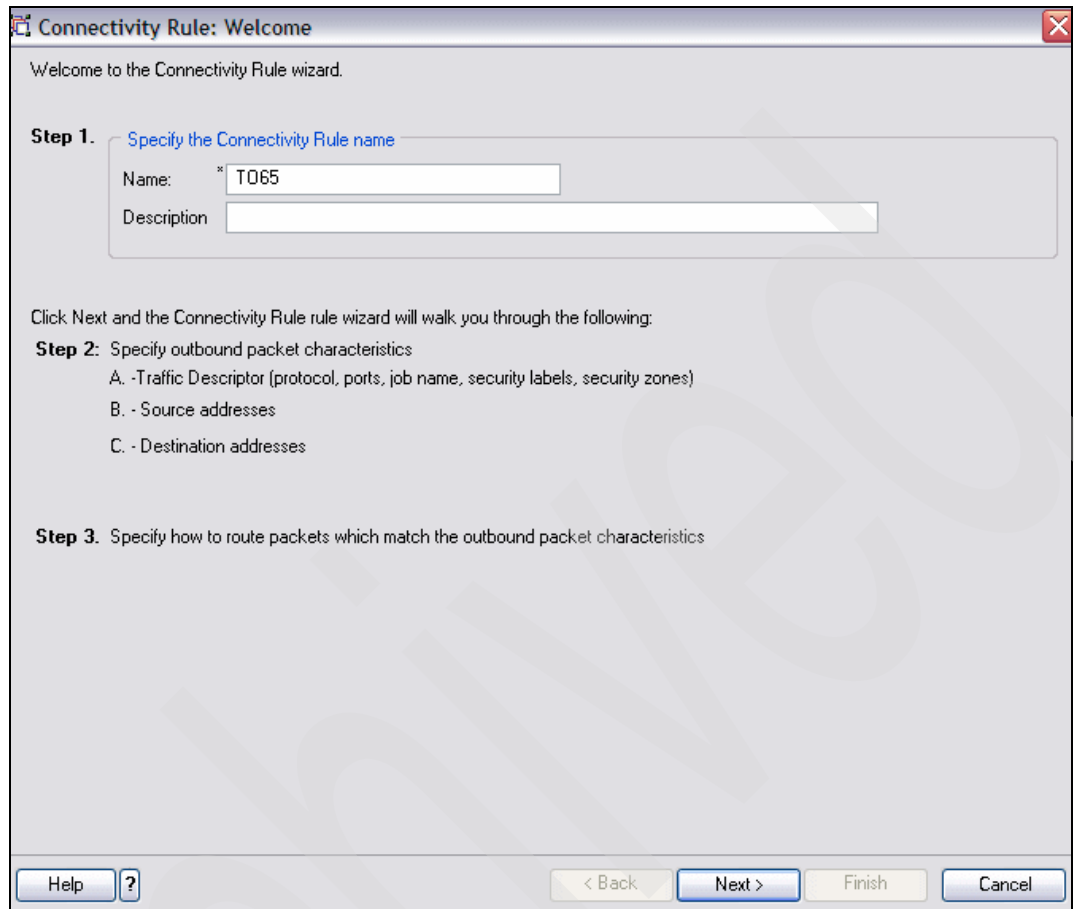 Connectivity Rule: Welcome
Welcome to the Connectivity Rule wizard.
Step 1.
Specify the Connectivity Rule name
Name: * TO65
Description
Click Next and the Connectivity Rule rule wizard will walk you through the following:
Step 2: Specify outbound packet characteristics
A. -Traffic Descriptor (protocol, ports, job name, security labels, security zones)
B. - Source addresses
C. - Destination addresses
Step 3. Specify how to route packets which match the outbound packet characteristics
Help ? < Back Next > Finish Cancel